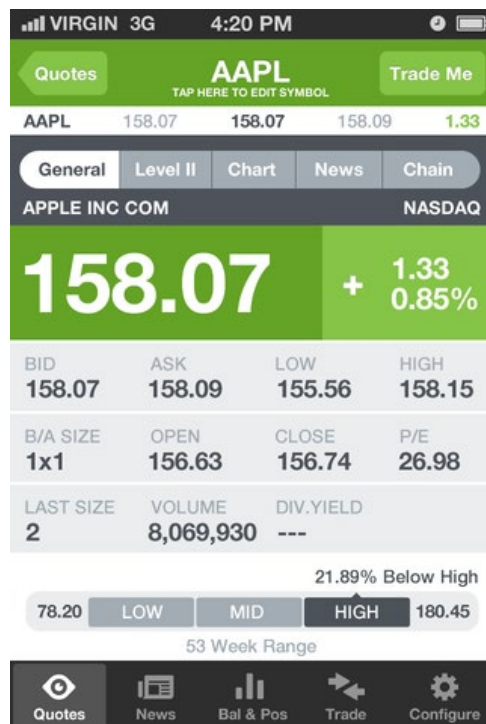 VIRGIN 3G 4:20 PM
Quotes AAPL Trade Me
TAP HERE TO EDIT SYMBOL
AAPL 158.07 158.07 158.09 1.33
General Level II Chart News Chain
APPLE INC COM NASDAQ
158.07 + 1.33
0.85%
BID ASK LOW HIGH
158.07 158.09 155.56 158.15
B/A SIZE OPEN CLOSE P/E
1x1 156.63 156.74 26.98
LAST SIZE VOLUME DIV.YIELD
2 8,069,930 ---
21.89% Below High
78.20 LOW MID HIGH 180.45
53 Week Range
Quotes News Bal & Pos Trade Configure